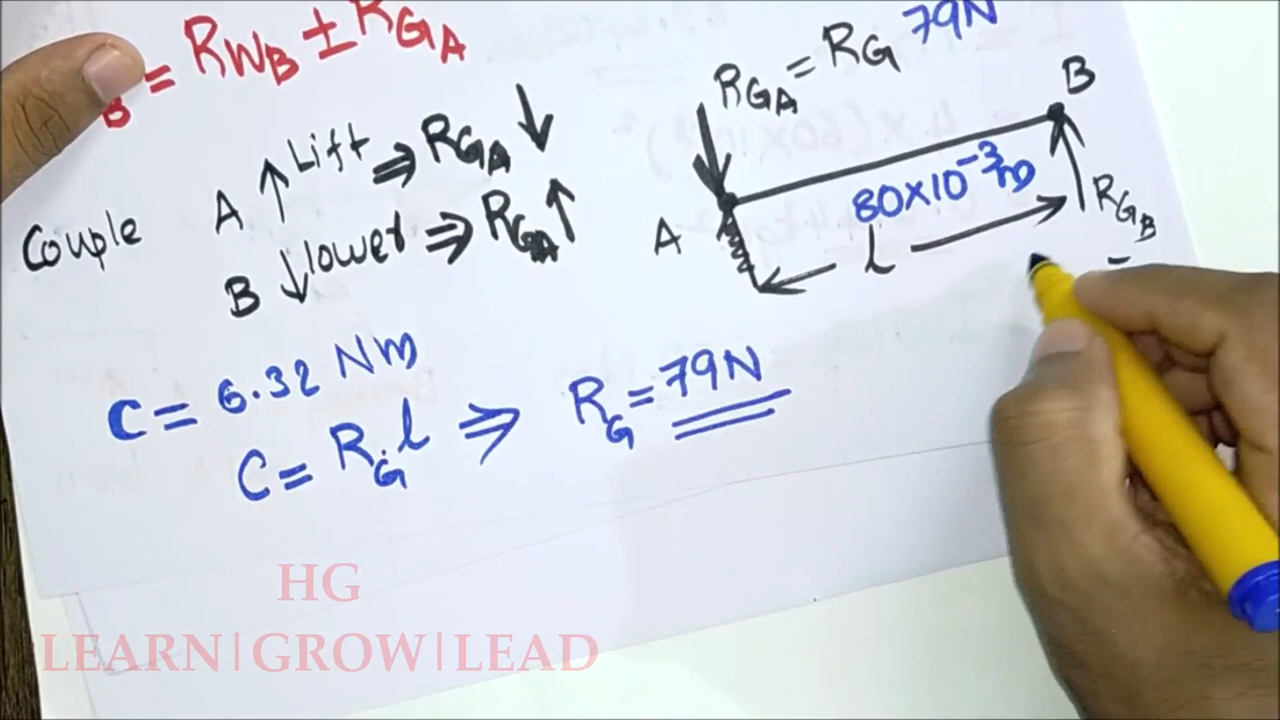 B = RWB ± RGA
Couple
A ↑ Lift ⇒ RGA ↓
B ↓ lower ⇒ RGA ↑
C = 6.32 Nm
C = RG.l ⇒ RG = 79N
RGA = RG 79N
B
80×10⁻³m
A
l
RGB
HG
LEARN|GROW|LEAD